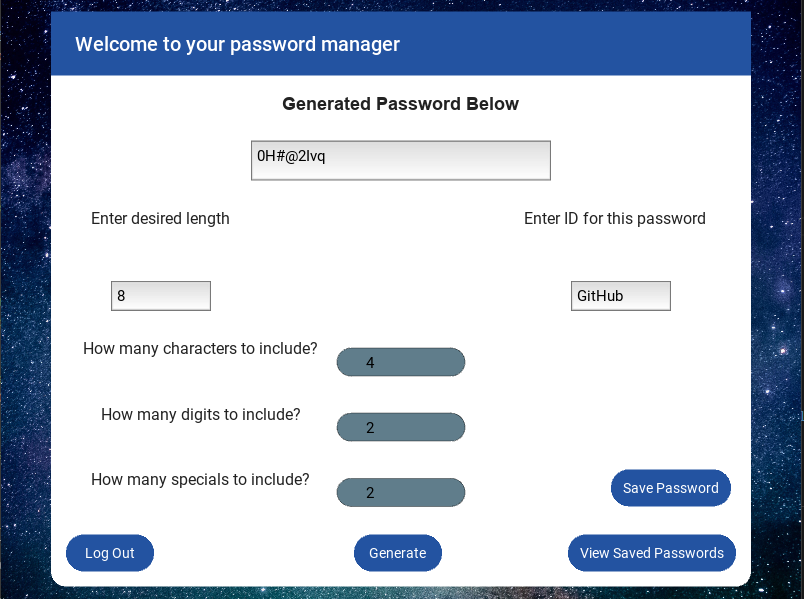 Welcome to your password manager
Generated Password Below
0H#@2lvq
Enter desired length
Enter ID for this password
8
GitHub
How many characters to include?
4
How many digits to include?
2
How many specials to include?
2
Save Password
Log Out
Generate
View Saved Passwords